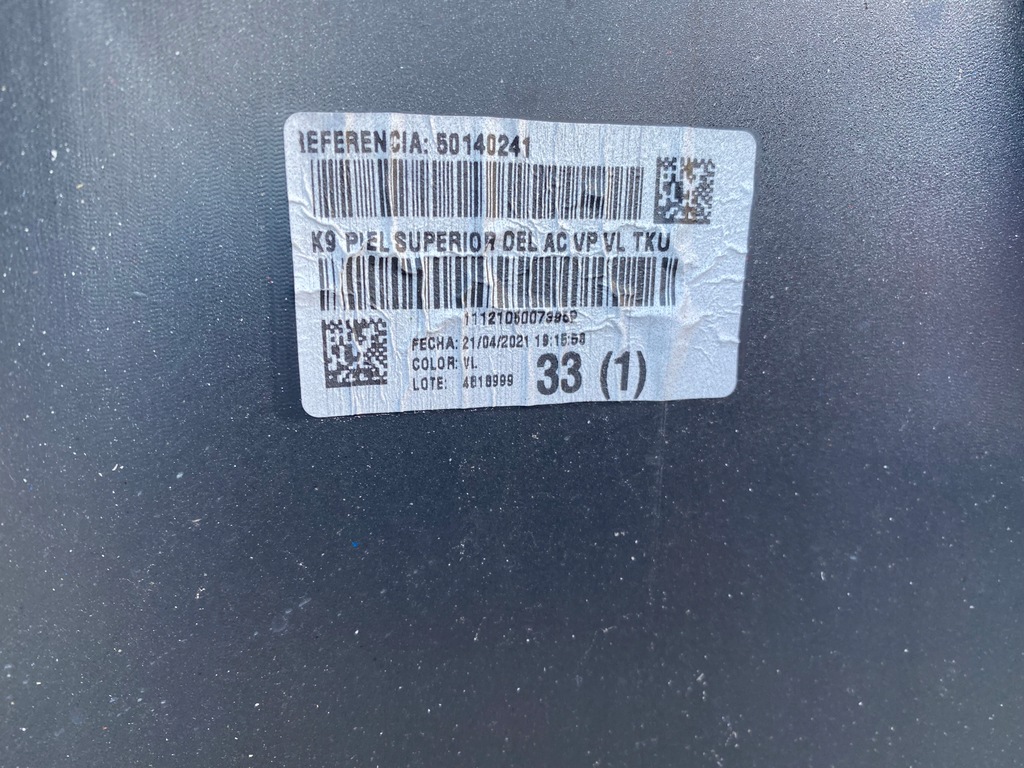 REFERENCIA: 50140241
K9 PIEL SUPERIOR DEL AC VP VL TKU
FECHA: 21/04/2021 19:15:58
COLOR: VL
LOTE: 4818999
33 (1)